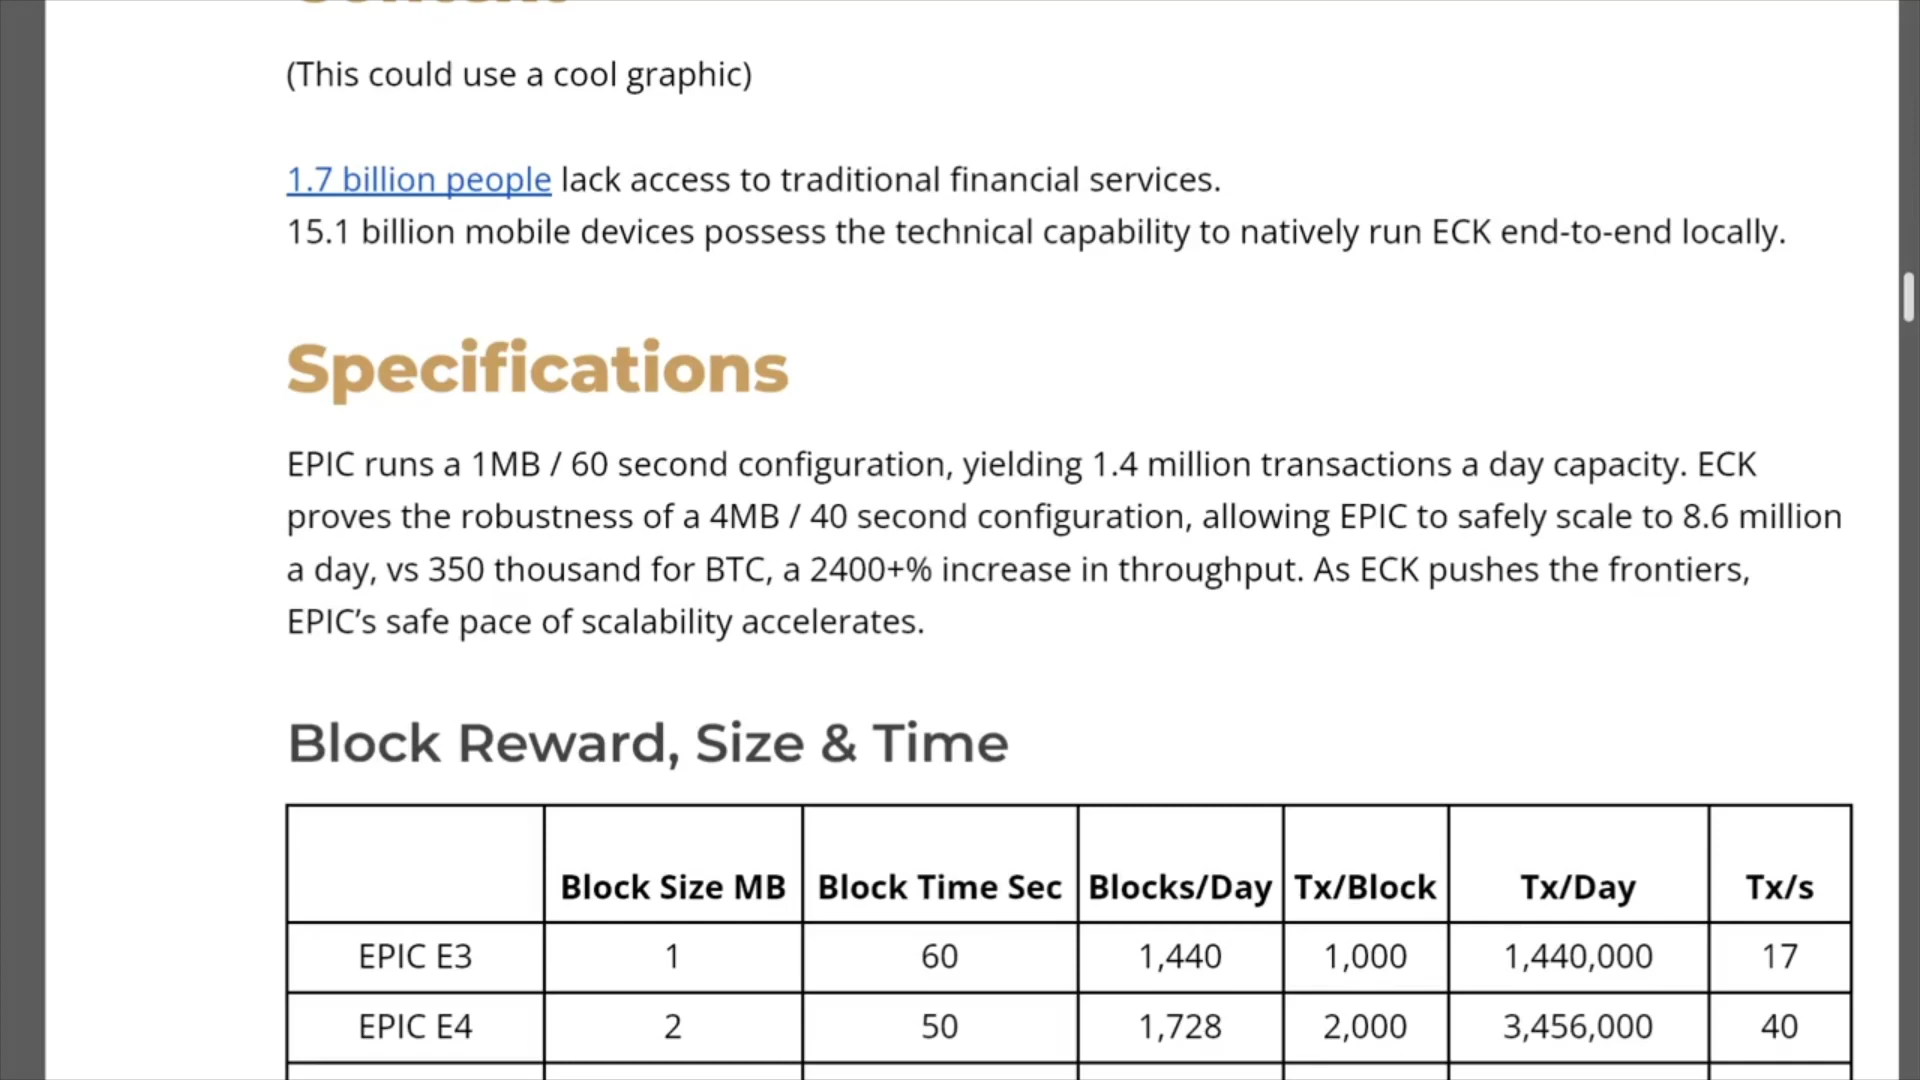 (This could use a cool graphic)
1.7 billion people lack access to traditional financial services.
15.1 billion mobile devices possess the technical capability to natively run ECK end-to-end locally.
Specifications
EPIC runs a 1MB / 60 second configuration, yielding 1.4 million transactions a day capacity. ECK
proves the robustness of a 4MB / 40 second configuration, allowing EPIC to safely scale to 8.6 million
a day, vs 350 thousand for BTC, a 2400+% increase in throughput. As ECK pushes the frontiers,
EPIC’s safe pace of scalability accelerates.
Block Reward, Size & Time
Block Size MB Block Time Sec Blocks/Day Tx/Block Tx/Day Tx/s
EPIC E3 1 60 1,440 1,000 1,440,000 17
EPIC E4 2 50 1,728 2,000 3,456,000 40